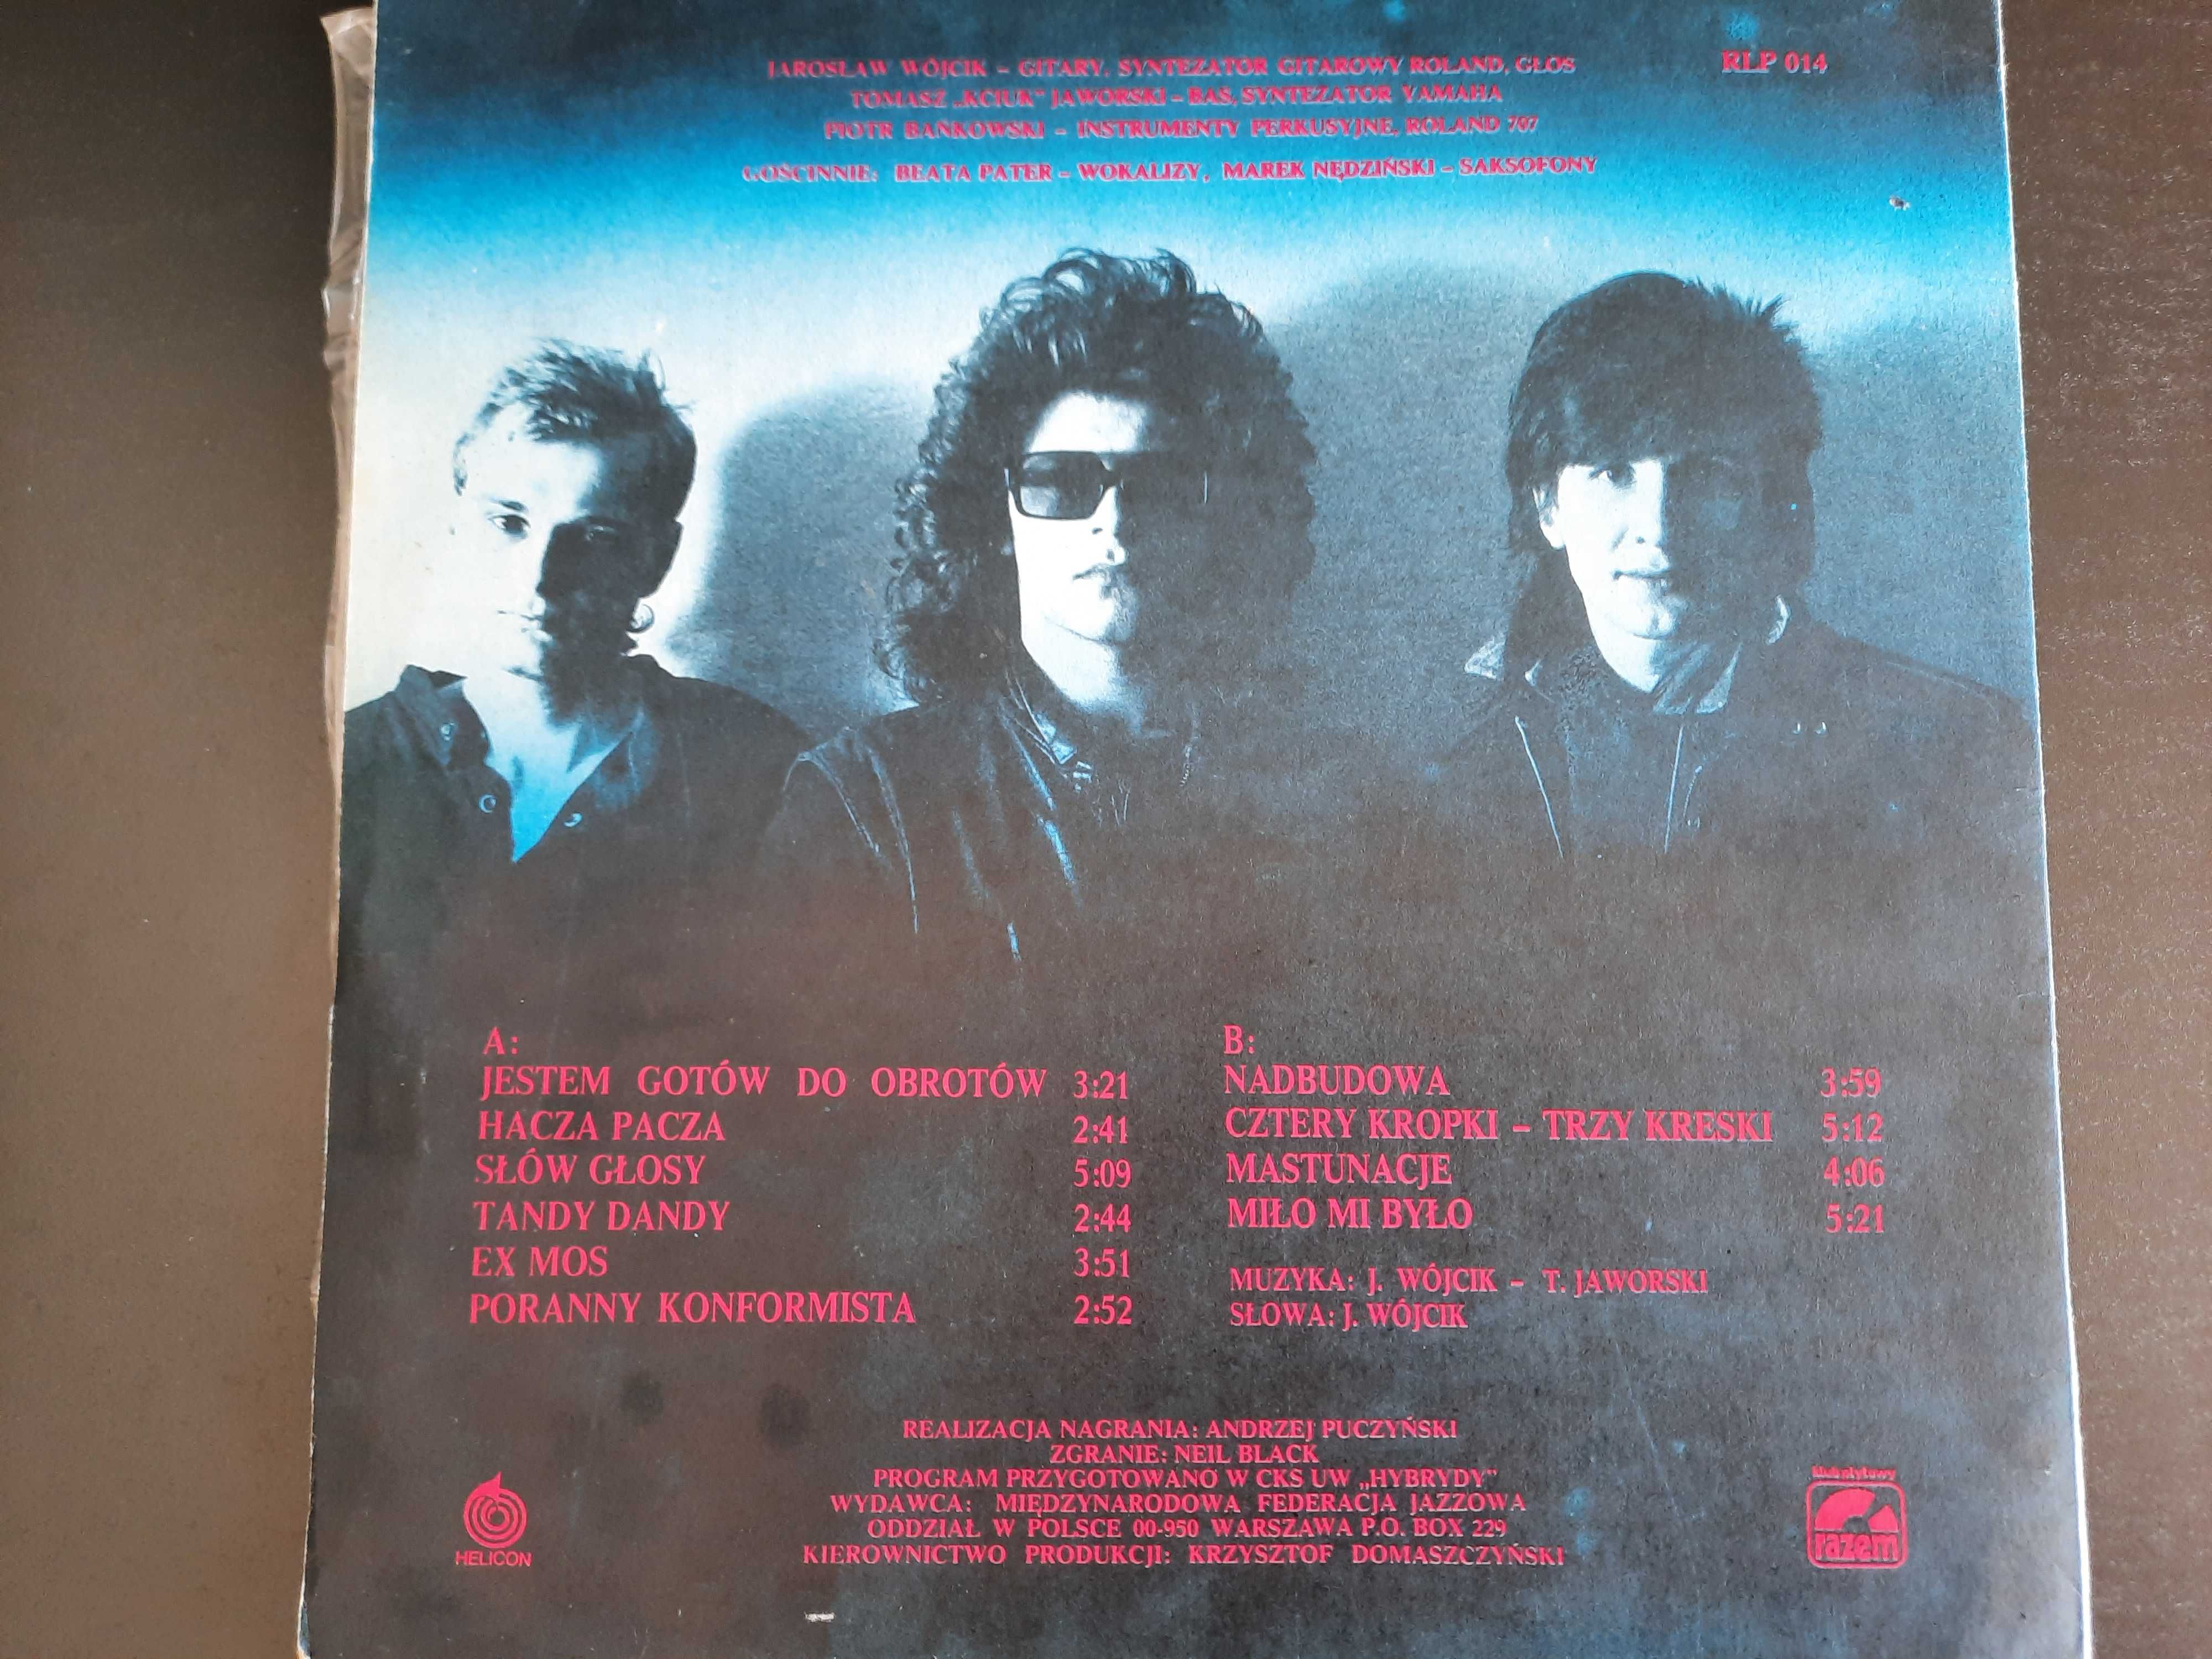 JAROSŁAW WÓJCIK – GITARY, SYNTEZATOR GITAROWY ROLAND, GŁOS
RLP 014
TOMASZ „KCIUK” JAWORSKI – BAS, SYNTEZATOR YAMAHA
PIOTR BAŃKOWSKI – INSTRUMENTY PERKUSYJNE, ROLAND 707
GOŚCINNIE: BEATA PATER – WOKALIZY, MAREK NĘDZIŃSKI – SAKSOFONY
A:
JESTEM GOTÓW DO OBROTÓW 3:21
HACZA PACZA 2:41
SŁÓW GŁOSY 5:09
TANDY DANDY 2:44
EX MOS 3:51
PORANNY KONFORMISTA 2:52
B:
NADBUDOWA 3:59
CZTERY KROPKI – TRZY KRESKI 5:12
MASTUNACJE 4:06
MIŁO MI BYŁO 5:21
MUZYKA: J. WÓJCIK – T. JAWORSKI
SŁOWA: J. WÓJCIK
REALIZACJA NAGRANIA: ANDRZEJ PUCZYŃSKI
ZGRANIE: NEIL BLACK
PROGRAM PRZYGOTOWANO W CKS UW „HYBRYDY”
WYDAWCA: MIĘDZYNARODOWA FEDERACJA JAZZOWA
ODDZIAŁ W POLSCE 00-950 WARSZAWA P.O. BOX 229
KIEROWNICTWO PRODUKCJI: KRZYSZTOF DOMASZCZYŃSKI
HELICON
klub płytowy
razem